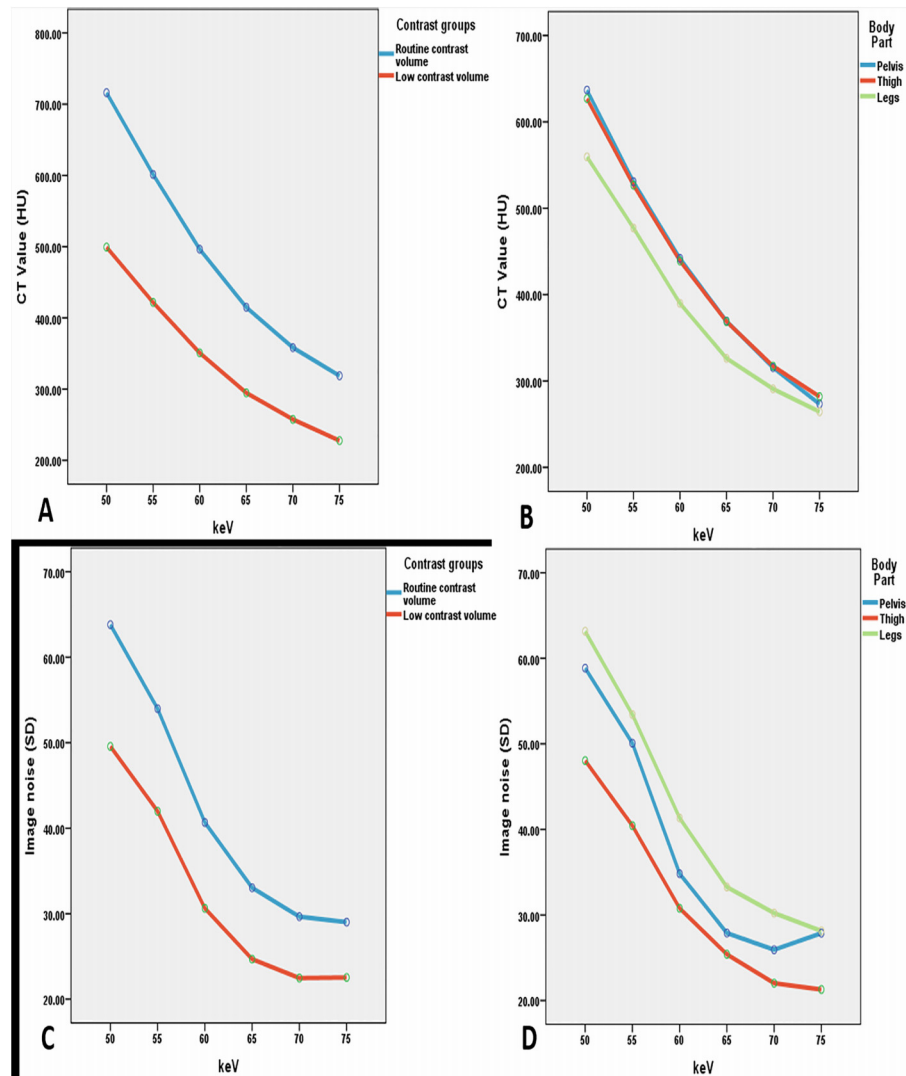 Contrast groups
Routine contrast
volume
Low contrast volume
800.00
700.00
600.00
500.00
400.00
300.00
200.00
CT Value (HU)
50 55 60 65 70 75
keV
A
Body
Part
Pelvis
Thigh
Legs
700.00
600.00
500.00
400.00
300.00
200.00
CT Value (HU)
50 55 60 65 70 75
keV
B
Contrast groups
Routine contrast
volume
Low contrast volume
70.00
60.00
50.00
40.00
30.00
20.00
Image noise (SD)
50 55 60 65 70 75
keV
C
Body
Part
Pelvis
Thigh
Legs
70.00
60.00
50.00
40.00
30.00
20.00
Image noise (SD)
50 55 60 65 70 75
keV
D